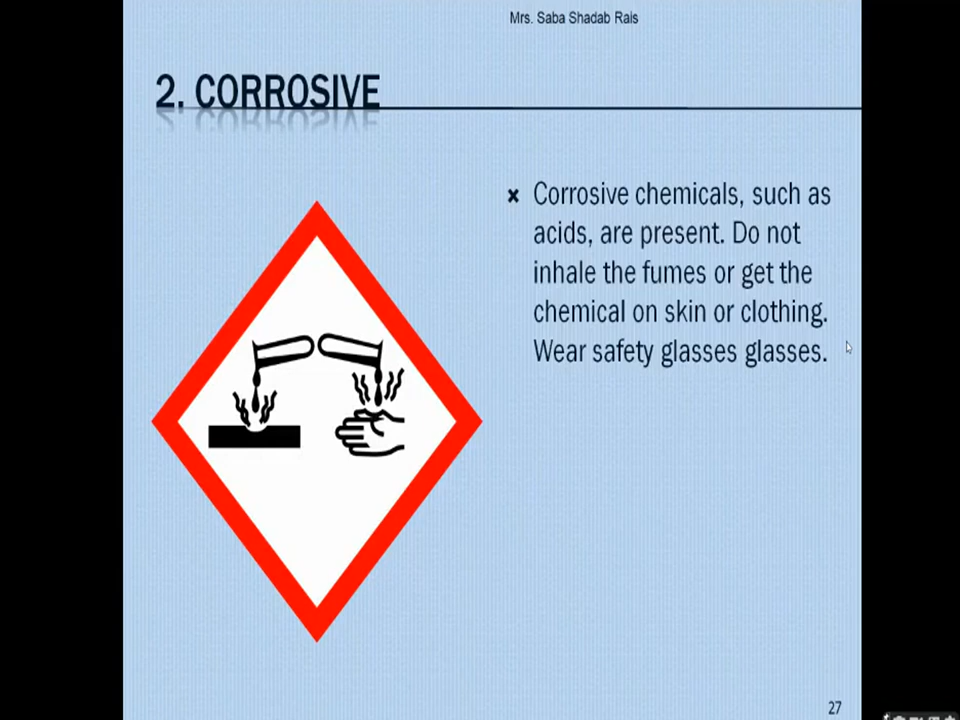 Mrs. Saba Shadab Rais
2. CORROSIVE
× Corrosive chemicals, such as
acids, are present. Do not
inhale the fumes or get the
chemical on skin or clothing.
Wear safety glasses glasses.
27